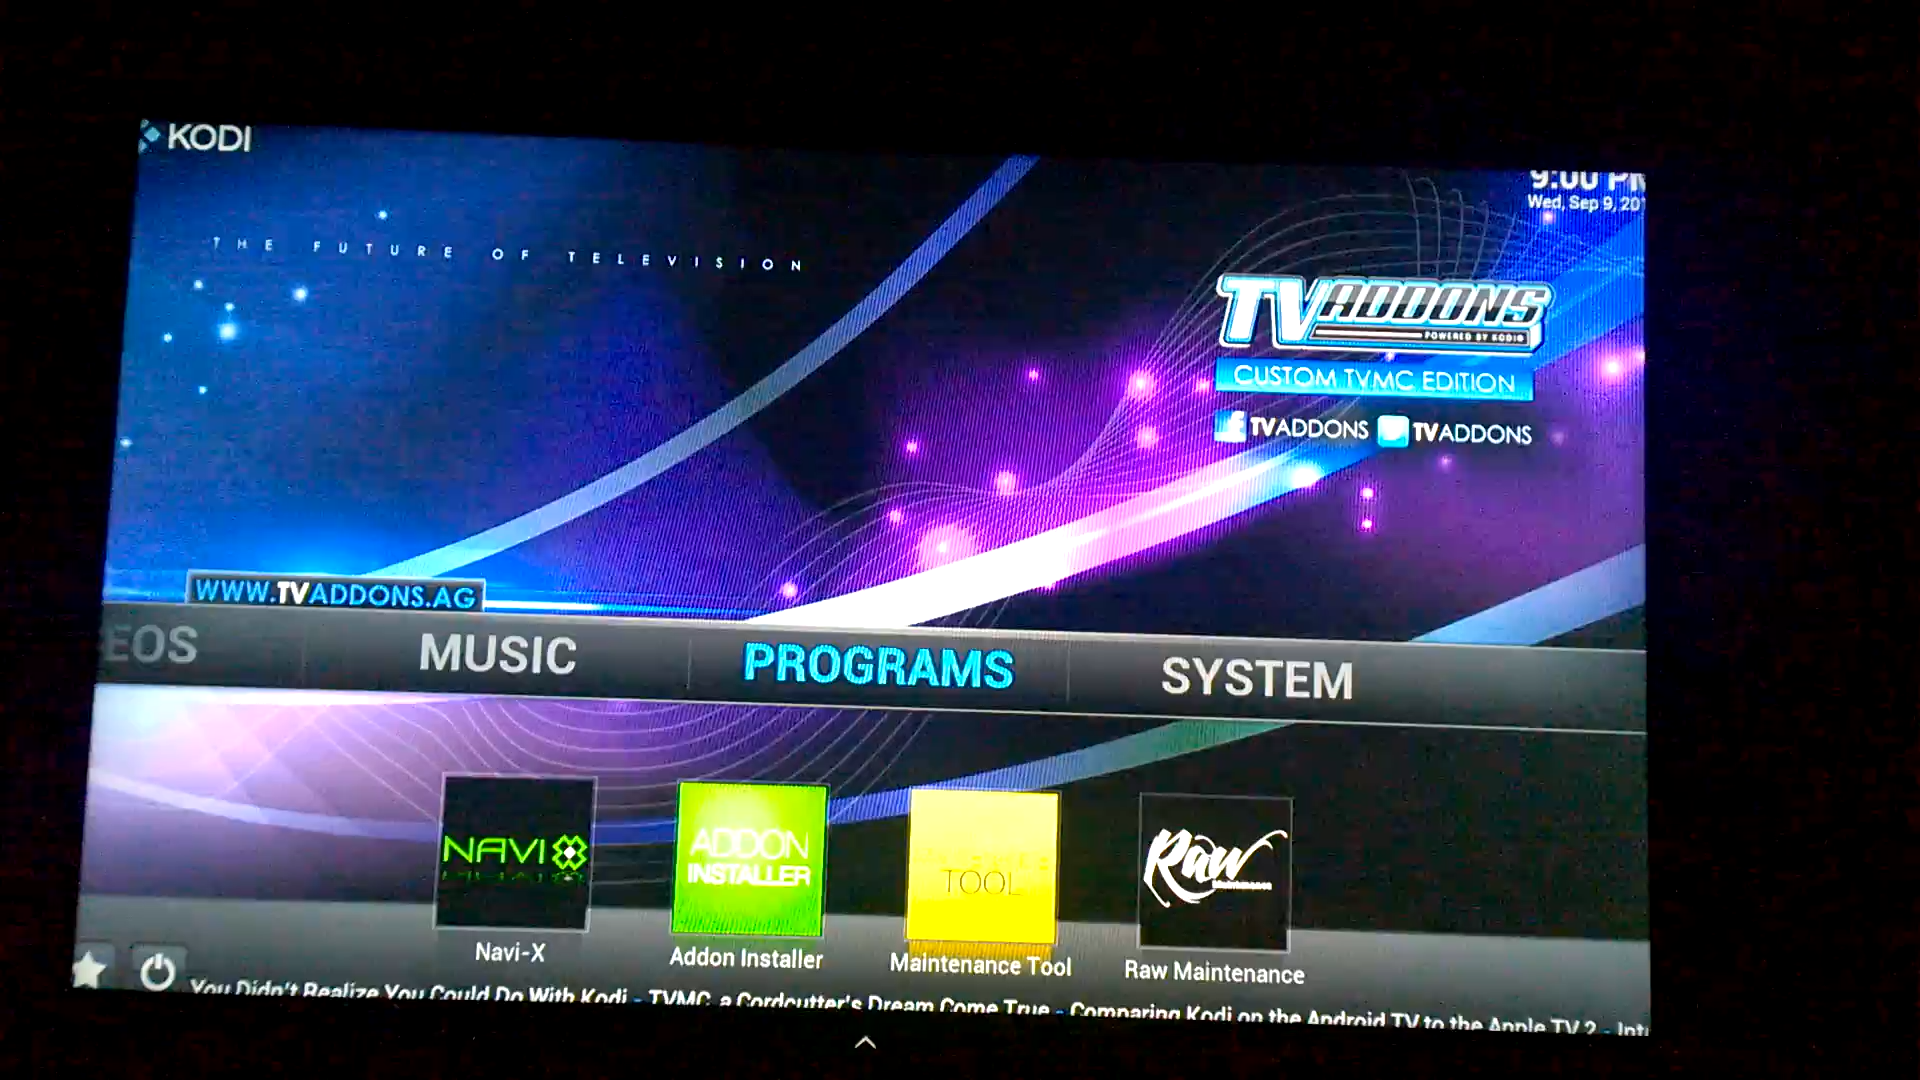 KODI
9:00 PM
Wed, Sep 9, 201
THE FUTURE OF TELEVISION
TVADDONS
POWERED BY KODI
CUSTOM TVMC EDITION
TVADDONS TVADDONS
WWW.TVADDONS.AG
EOS MUSIC PROGRAMS SYSTEM
NAVI
ADDON
INSTALLER
TOOL
Raw
Navi-X Addon Installer Maintenance Tool Raw Maintenance
You Didn't Realize You Could Do With Kodi - TVMC, a Cordcutter's Dream Come True - Comparing Kodi on the Android TV to the Apple TV 2 - Int